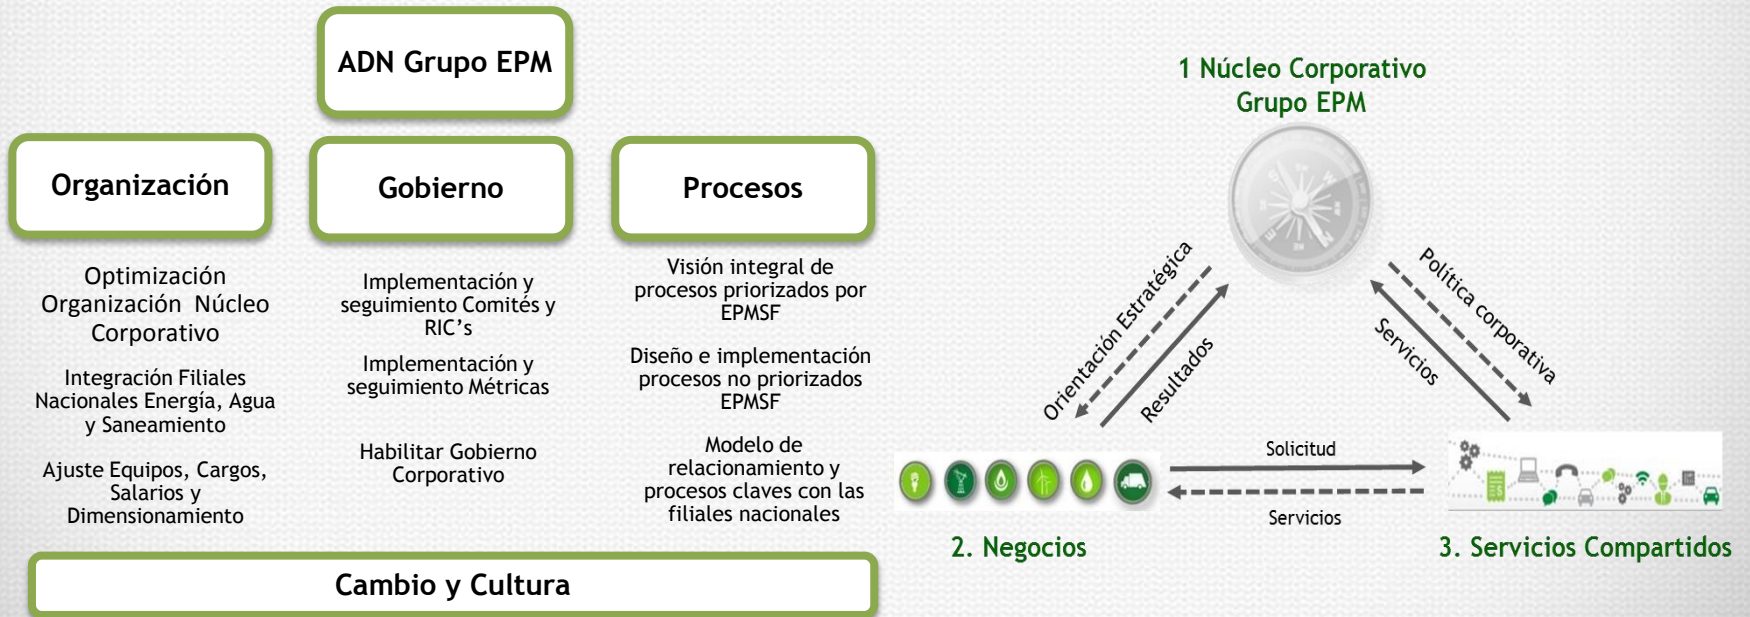 ADN Grupo EPM
Organización
Gobierno
Procesos
Optimización
Organización Núcleo
Corporativo
Integración Filiales
Nacionales Energía, Agua
y Saneamiento
Ajuste Equipos, Cargos,
Salarios y
Dimensionamiento
Implementación y
seguimiento Comités y
RIC's
Implementación y
seguimiento Métricas
Habilitar Gobierno
Corporativo
Visión integral de
procesos priorizados por
EPMSF
Diseño e implementación
procesos no priorizados
EPMSF
Modelo de
relacionamiento y
procesos claves con las
filiales nacionales
Cambio y Cultura
1 Núcleo Corporativo
Grupo EPM
Orientación Estratégica
Resultados
Política corporativa
Servicios
Solicitud
Servicios
2. Negocios
3. Servicios Compartidos